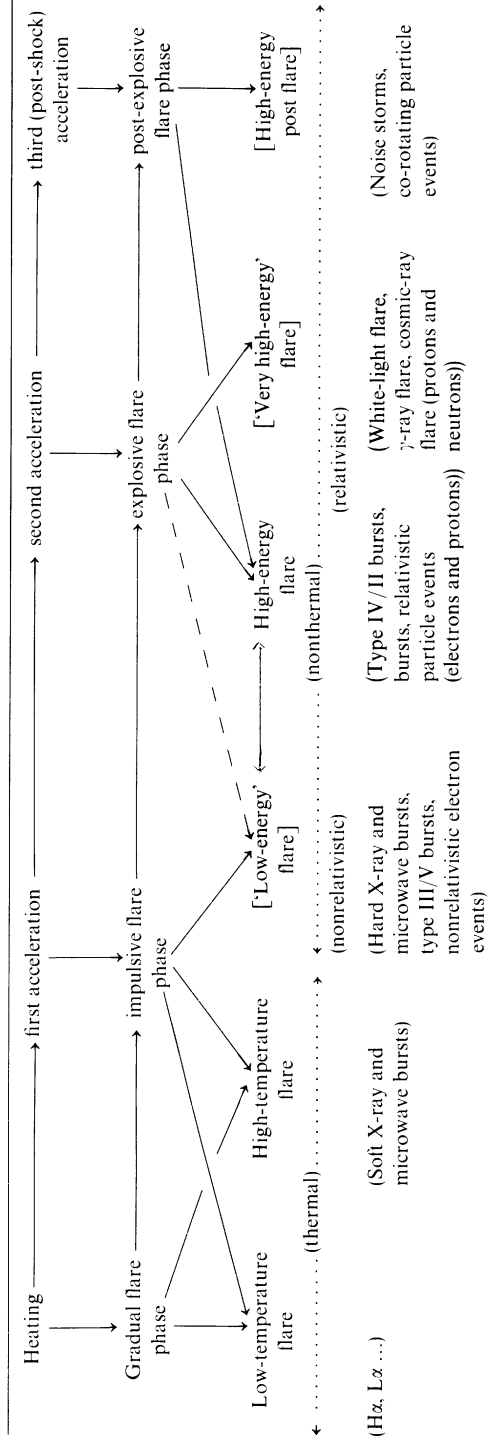 Heating
first acceleration
second acceleration
third (post-shock)
acceleration
Gradual flare
phase
impulsive flare
phase
explosive flare
phase
post-explosive
flare phase
Low-temperature
flare
High-temperature
flare
['Low-energy'
flare]
High-energy
flare
['Very high-energy'
flare]
[High-energy
post flare]
(thermal)
(nonthermal)
(nonrelativistic)
(relativistic)
(Hα, Lα ...)
(Soft X-ray and
microwave bursts)
(Hard X-ray and
microwave bursts,
type III/V bursts,
nonrelativistic electron
events)
(Type IV/II bursts,
bursts, relativistic
particle events
(electrons and protons))
(White-light flare,
γ-ray flare, cosmic-ray
flare (protons and
neutrons))
(Noise storms,
co-rotating particle
events)